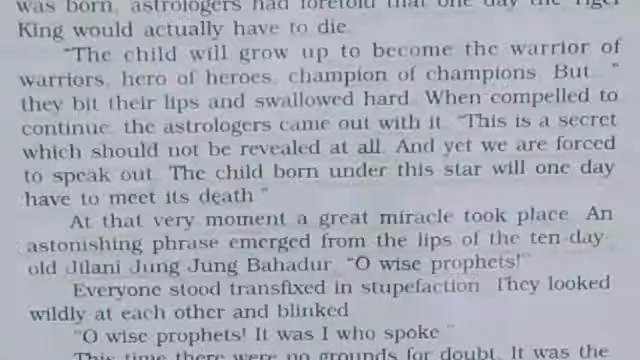 was born, astrologers had foretold that one day the Tiger
King would actually have to die.
"The child will grow up to become the warrior of
warriors, hero of heroes, champion of champions. But..."
they bit their lips and swallowed hard. When compelled to
continue, the astrologers came out with it. "This is a secret
which should not be revealed at all. And yet we are forced
to speak out. The child born under this star will one day
have to meet its death."
At that very moment a great miracle took place. An
astonishing phrase emerged from the lips of the ten-day-
old Jilani Jung Jung Bahadur, "O wise prophets!"
Everyone stood transfixed in stupefaction. They looked
wildly at each other and blinked.
"O wise prophets! It was I who spoke."
This time there were no grounds for doubt. It was the